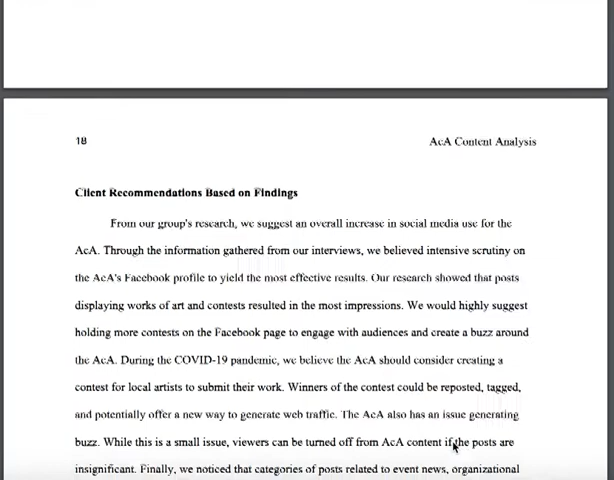 18
AcA Content Analysis
Client Recommendations Based on Findings
From our group's research, we suggest an overall increase in social media use for the
AcA. Through the information gathered from our interviews, we believed intensive scrutiny on
the AcA's Facebook profile to yield the most effective results. Our research showed that posts
displaying works of art and contests resulted in the most impressions. We would highly suggest
holding more contests on the Facebook page to engage with audiences and create a buzz around
the AcA. During the COVID-19 pandemic, we believe the AcA should consider creating a
contest for local artists to submit their work. Winners of the contest could be reposted, tagged,
and potentially offer a new way to generate web traffic. The AcA also has an issue generating
buzz. While this is a small issue, viewers can be turned off from AcA content if the posts are
insignificant. Finally, we noticed that categories of posts related to event news, organizational